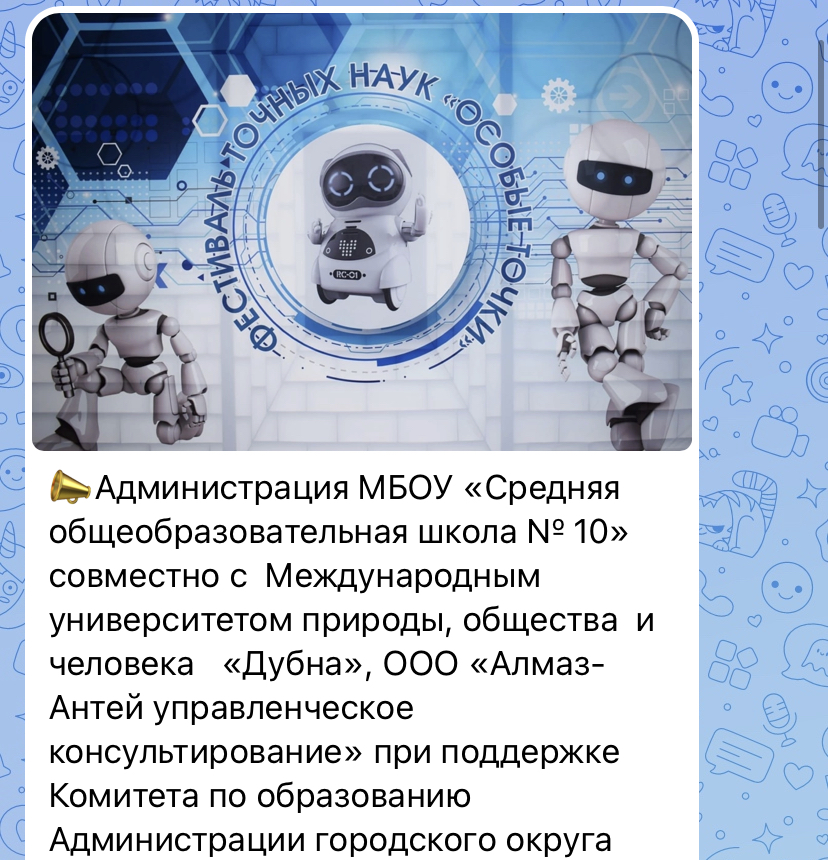 ФЕСТИВАЛЬ ТОЧНЫХ НАУК «ОСОБЫЕ ТОЧКИ»
RC-01
Администрация МБОУ «Средняя
общеобразовательная школа № 10»
совместно с Международным
университетом природы, общества и
человека «Дубна», ООО «Алмаз-
Антей управленческое
консультирование» при поддержке
Комитета по образованию
Администрации городского округа